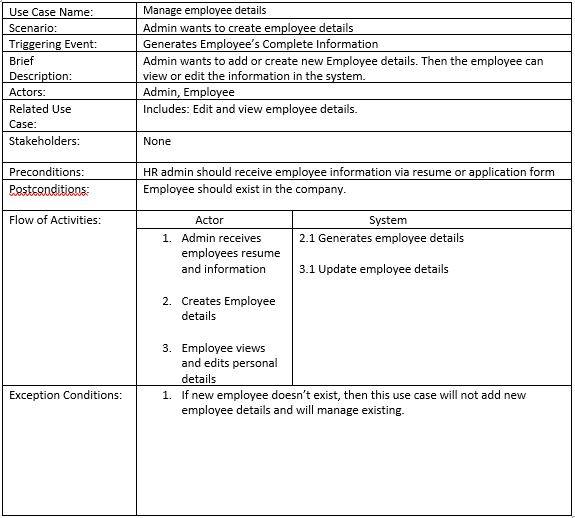 Use Case Name: Manage employee details
Scenario: Admin wants to create employee details
Triggering Event: Generates Employee's Complete Information
Brief Description: Admin wants to add or create new Employee details. Then the employee can
view or edit the information in the system.
Actors: Admin, Employee
Related Use Case: Includes: Edit and view employee details.
Stakeholders: None
Preconditions: HR admin should receive employee information via resume or application form
Postconditions: Employee should exist in the company.
Flow of Activities: Actor System
1. Admin receives
employees resume
and information
2. Creates Employee
details
3. Employee views
and edits personal
details
2.1 Generates employee details
3.1 Update employee details
Exception Conditions: 1. If new employee doesn't exist, then this use case will not add new
employee details and will manage existing.